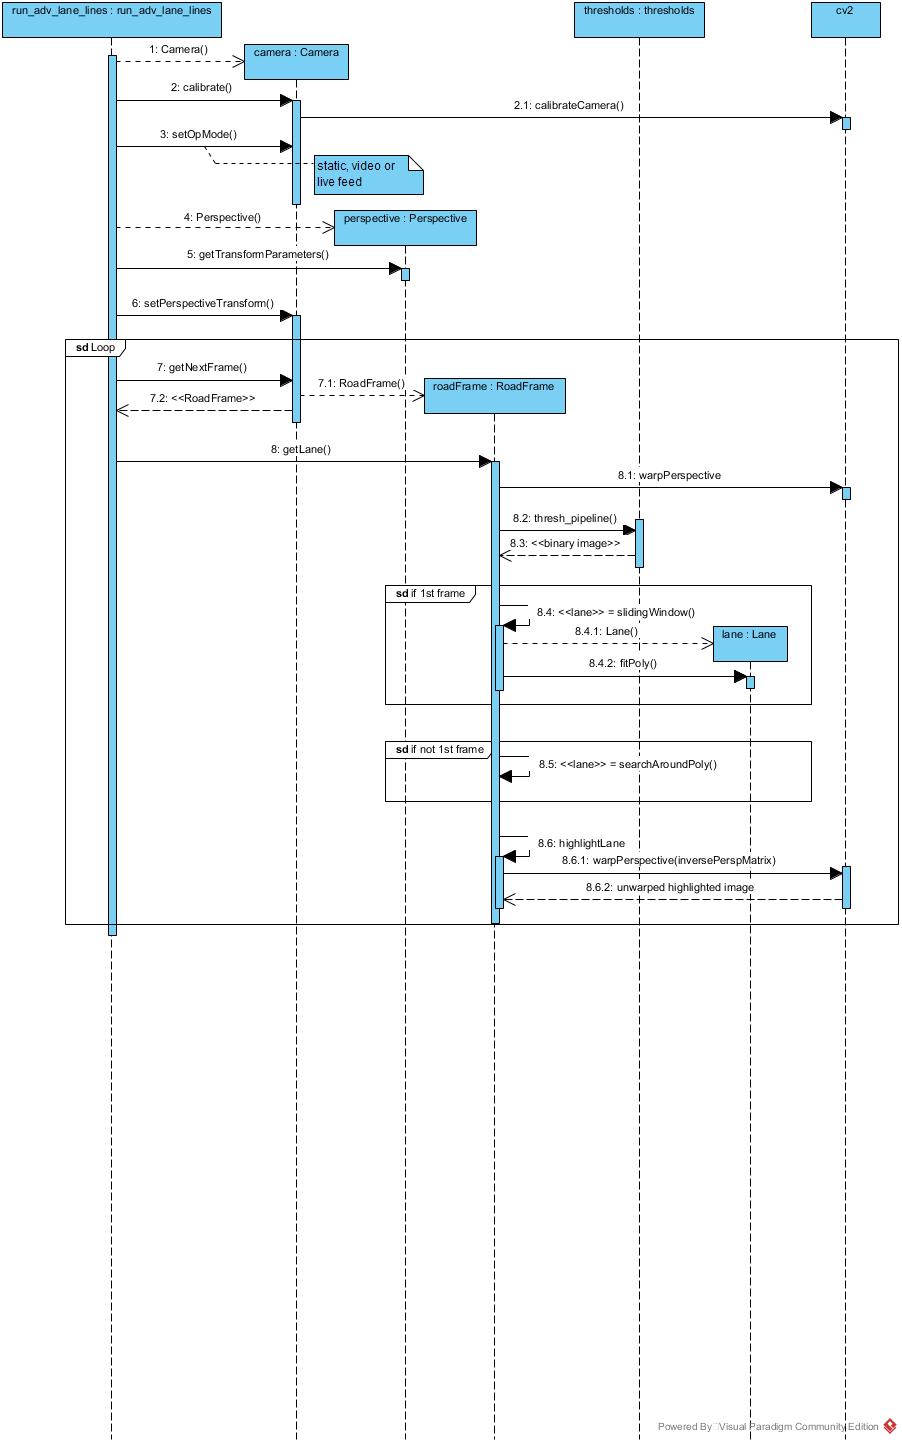 run_adv_lane_lines : run_adv_lane_lines
thresholds : thresholds
cv2
1: Camera()
camera : Camera
2: calibrate()
2.1: calibrateCamera()
3: setOpMode()
static, video or
live feed
4: Perspective()
perspective : Perspective
5: getTransformParameters()
6: setPerspectiveTransform()
sd Loop
7: getNextFrame()
7.1: RoadFrame()
roadFrame : RoadFrame
7.2: <<RoadFrame>>
8: getLane()
8.1: warpPerspective
8.2: thresh_pipeline()
8.3: <<binary image>>
sd if 1st frame
8.4: <<lane>> = slidingWindow()
8.4.1: Lane()
lane : Lane
8.4.2: fitPoly()
sd if not 1st frame
8.5: <<lane>> = searchAroundPoly()
8.6: highlightLane
8.6.1: warpPerspective(inversePerspMatrix)
8.6.2: unwarped highlighted image
Powered By Visual Paradigm Community Edition